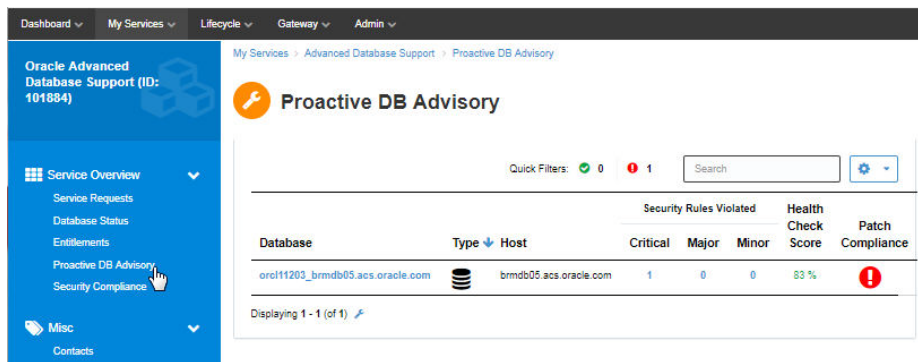 Dashboard My Services Lifecycle Gateway Admin
Oracle Advanced
Database Support (ID:
101884)
Service Overview
Service Requests
Database Status
Entitlements
Proactive DB Advisory
Security Compliance
Misc
Contacts
My Services > Advanced Database Support > Proactive DB Advisory
Proactive DB Advisory
Quick Filters: 0 1 Search
Security Rules Violated
Database Type Host Critical Major Minor Health Check Score Patch Compliance
orcl11203_brmdb05.acs.oracle.com brmdb05.acs.oracle.com 1 0 0 83 %
Displaying 1 - 1 (of 1)